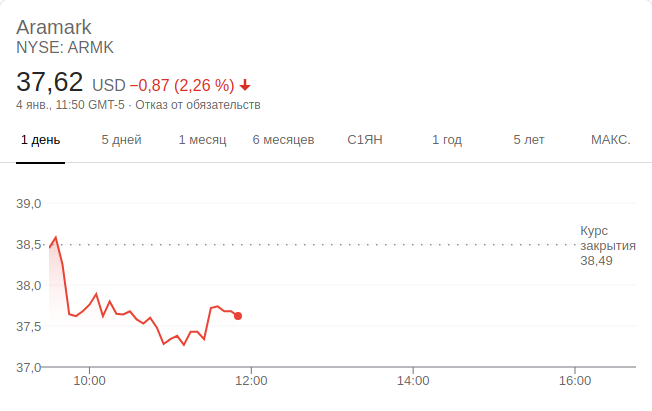 Aramark
NYSE: ARMK
37,62 USD −0,87 (2,26 %)
4 янв., 11:50 GMT-5 · Отказ от обязательств
1 день 5 дней 1 месяц 6 месяцев С1ЯН 1 год 5 лет МАКС.
39,0
38,5
38,0
37,5
37,0
Курс
закрытия
38,49
10:00 12:00 14:00 16:00